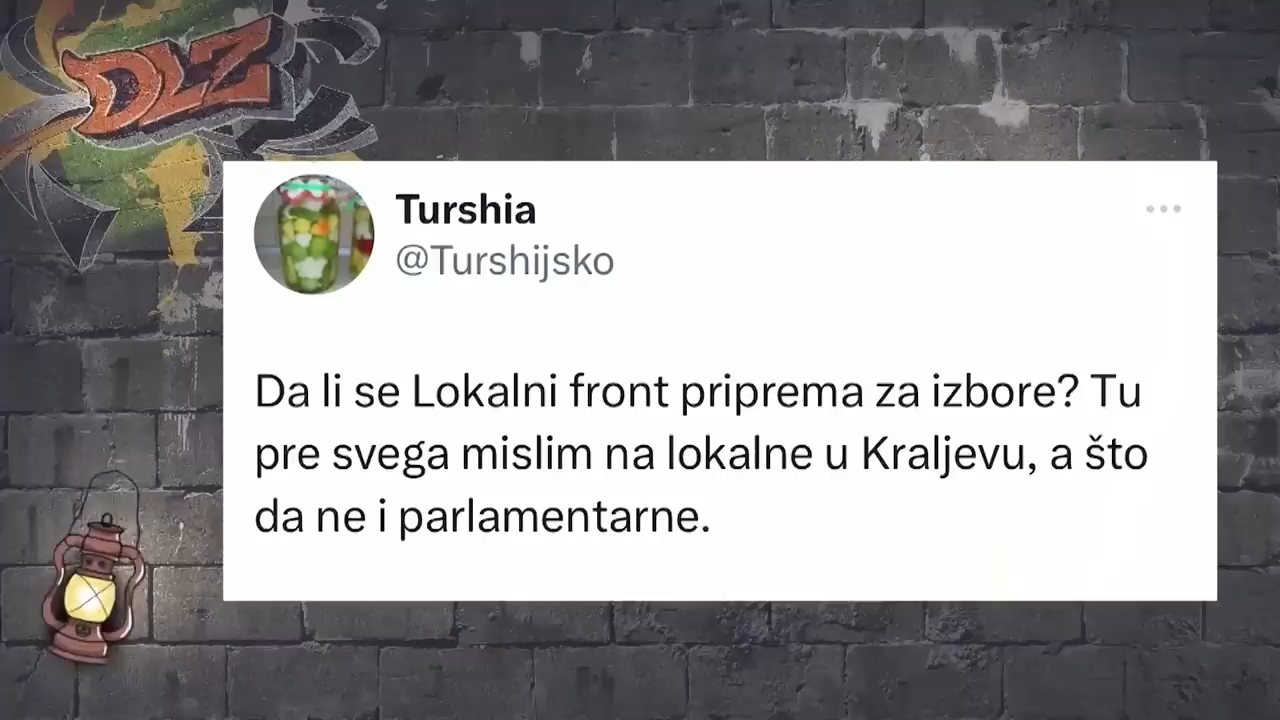 DLZ
Turshia
@Turshijsko
Da li se Lokalni front priprema za izbore? Tu
pre svega mislim na lokalne u Kraljevu, a što
da ne i parlamentarne.